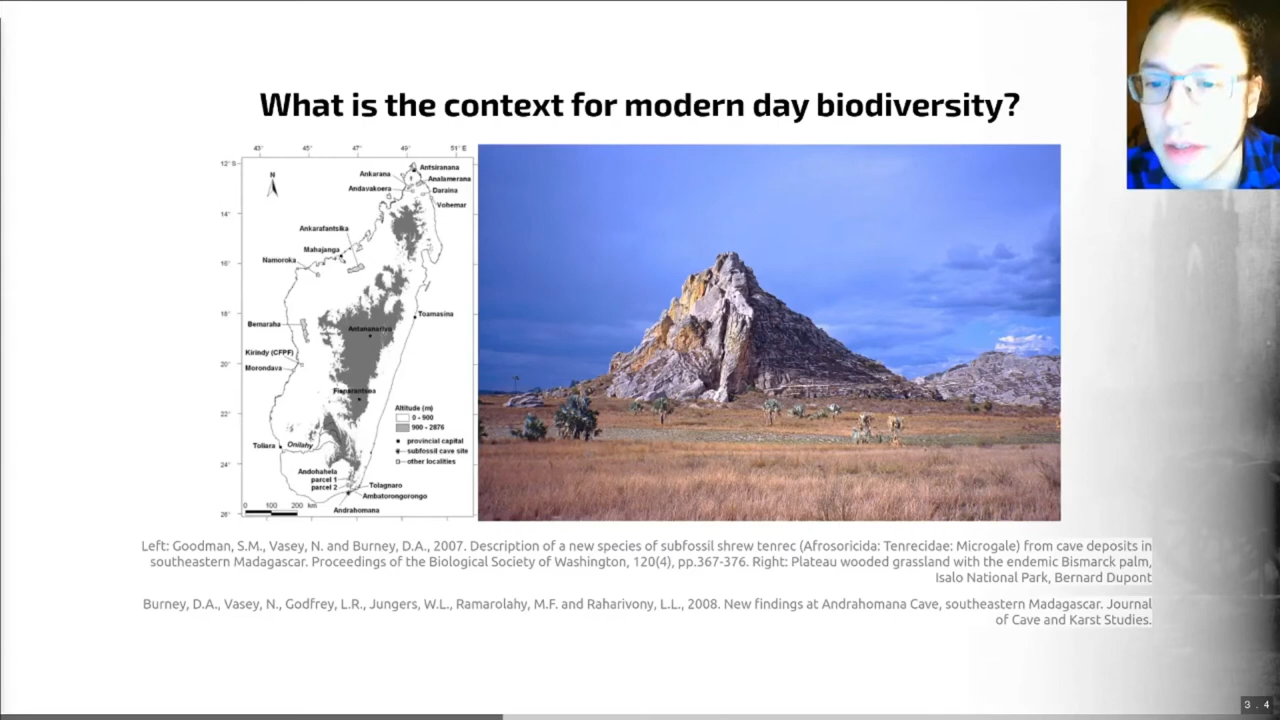 What is the context for modern day biodiversity?
43°
45°
47°
49°
51° E
12° S
14°
16°
18°
20°
22°
24°
26°
N
Antsiranana
Ankarana
Analamerana
Andavakoera
Daraina
Vohemar
Ankarafantsika
Mahajanga
Namoroka
Bemaraha
Toamasina
Antananarivo
Kirindy (CFPF)
Morondava
Fianarantsoa
Altitude (m)
0 - 900
900 - 2876
provincial capital
subfossil cave site
other localities
Toliara
Onilahy
Andohahela
parcel 1
parcel 2
Tolagnaro
Ambatorongorongo
Andrahomana
0 100 200 km
Left: Goodman, S.M., Vasey, N. and Burney, D.A., 2007. Description of a new species of subfossil shrew tenrec (Afrosoricida: Tenrecidae: Microgale) from cave deposits in
southeastern Madagascar. Proceedings of the Biological Society of Washington, 120(4), pp.367-376. Right: Plateau wooded grassland with the endemic Bismarck palm,
Isalo National Park, Bernard Dupont
Burney, D.A., Vasey, N., Godfrey, L.R., Jungers, W.L., Ramarolahy, M.F. and Raharivony, L.L., 2008. New findings at Andrahomana Cave, southeastern Madagascar. Journal
of Cave and Karst Studies.
3 . 4